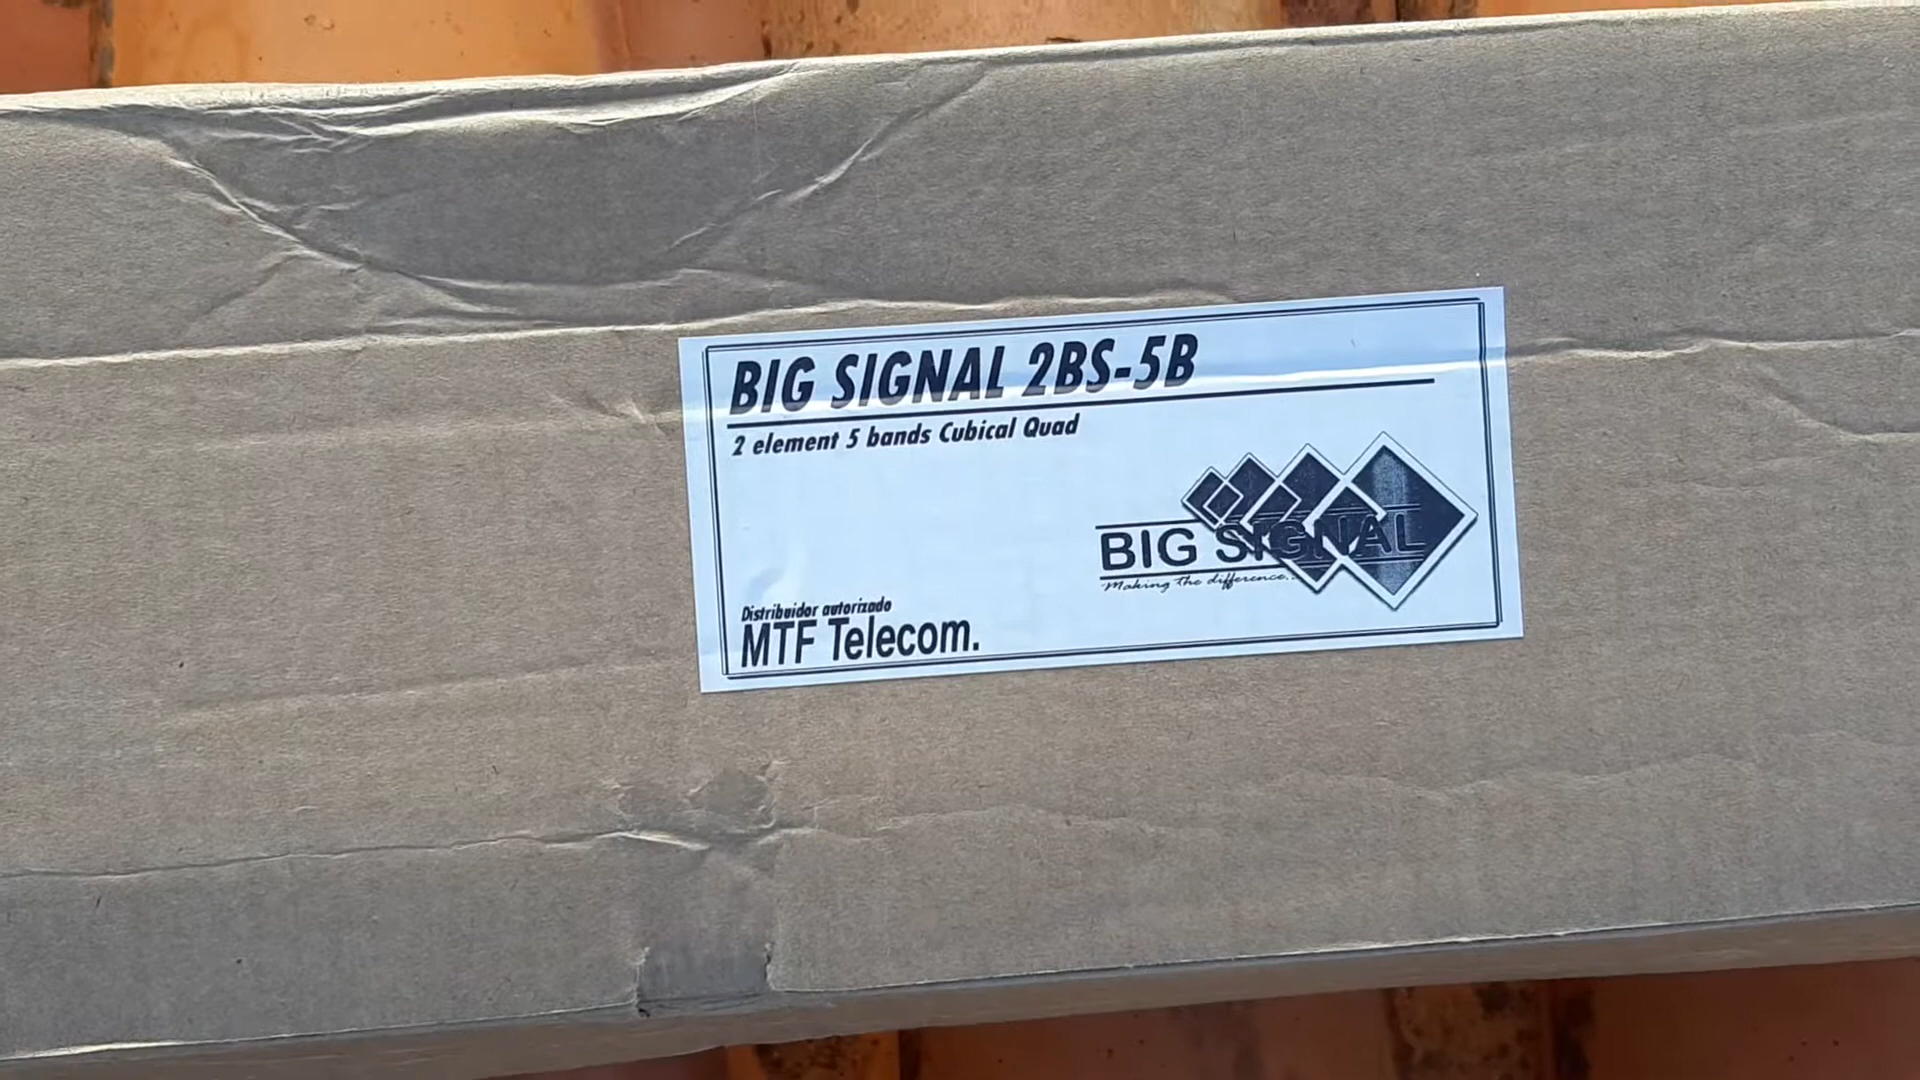 BIG SIGNAL 2BS-5B
2 element 5 bands Cubical Quad
BIG SIGNAL
Making the difference...
Distribuidor autorizado
MTF Telecom.